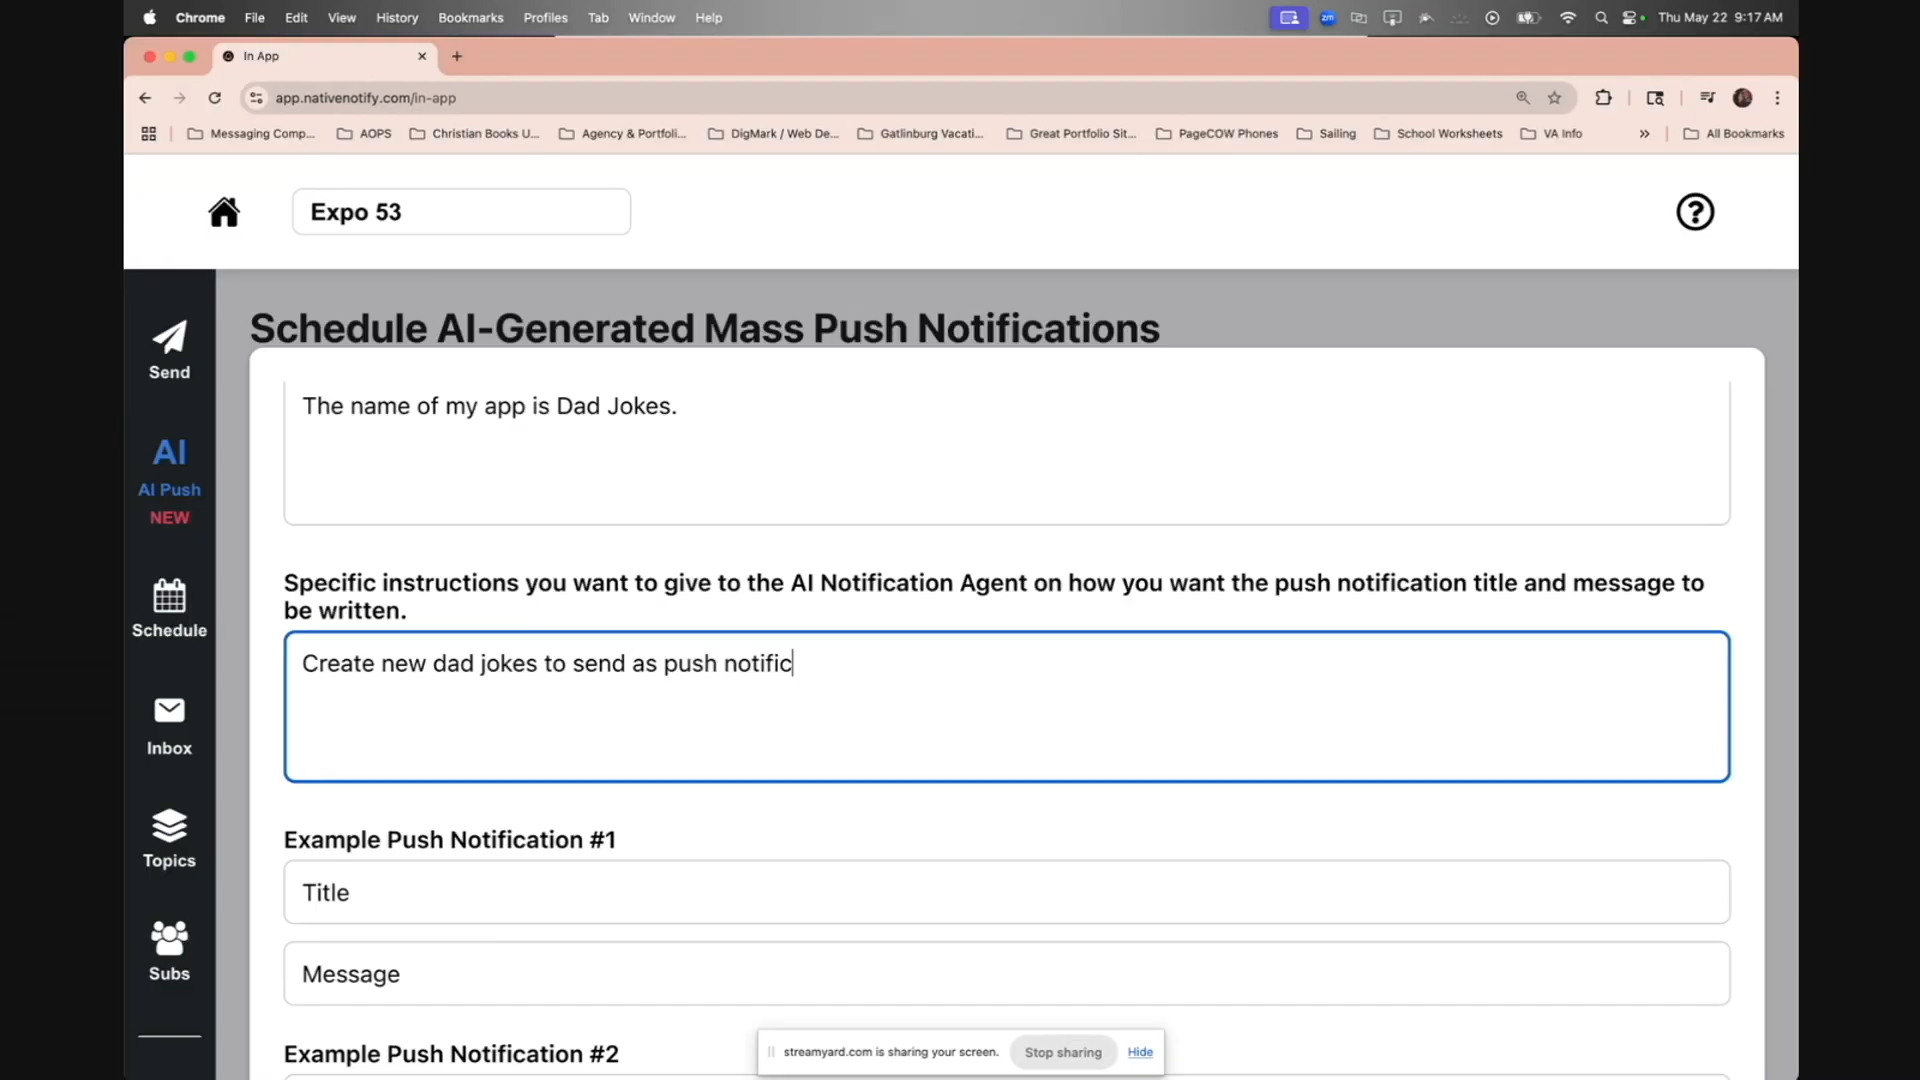 Chrome File Edit View History Bookmarks Profiles Tab Window Help zm Thu May 22 9:17 AM
In App
app.nativenotify.com/in-app
Messaging Comp... AOPS Christian Books U... Agency & Portfoli... DigMark / Web De... Gatlinburg Vacati... Great Portfolio Sit... PageCOW Phones Sailing School Worksheets VA Info » All Bookmarks
Expo 53
Schedule AI-Generated Mass Push Notifications
Send
AI
AI Push
NEW
Schedule
Inbox
Topics
Subs
The name of my app is Dad Jokes.
Specific instructions you want to give to the AI Notification Agent on how you want the push notification title and message to
be written.
Create new dad jokes to send as push notific
Example Push Notification #1
Title
Message
Example Push Notification #2
streamyard.com is sharing your screen. Stop sharing Hide